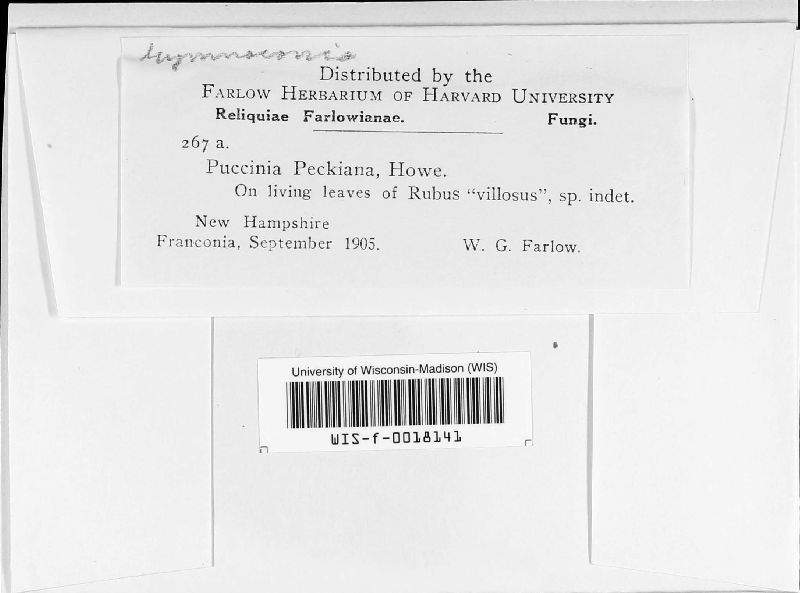 Gymnoconia
Distributed by the
FARLOW HERBARIUM OF HARVARD UNIVERSITY
Reliquiae Farlowianae. Fungi.
267 a.
Puccinia Peckiana, Howe.
On living leaves of Rubus "villosus", sp. indet.
New Hampshire
Franconia, September 1905. W. G. Farlow.
University of Wisconsin-Madison (WIS)
WIS-f-0018141